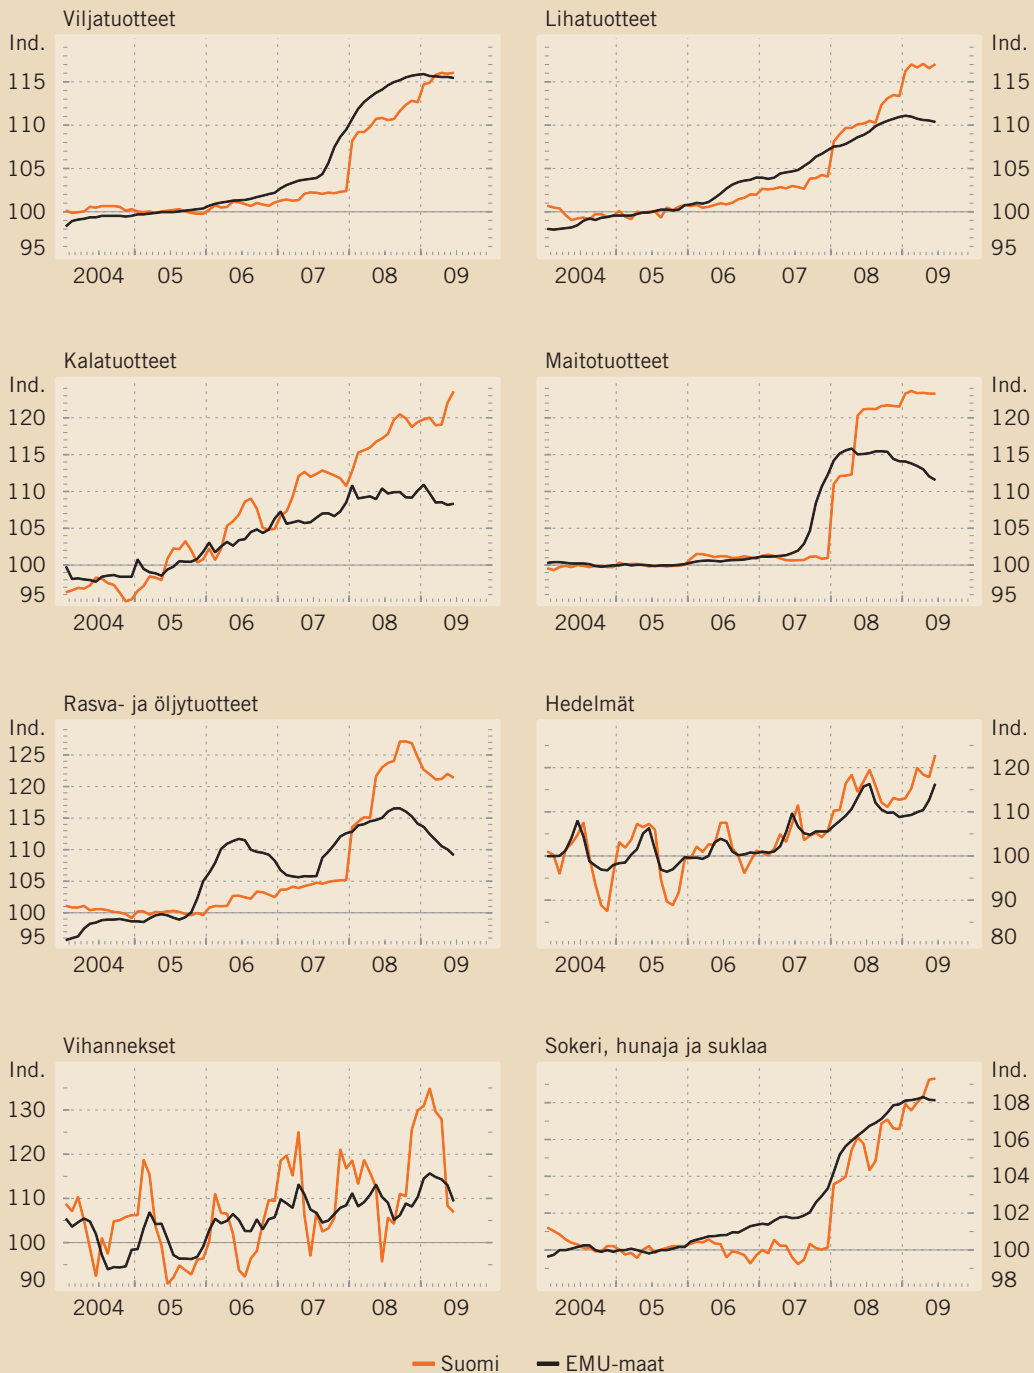 Viljatuotteet
Ind.
115
110
105
100
95
2004 05 06 07 08 09
Lihatuotteet
Ind.
115
110
105
100
95
2004 05 06 07 08 09
Kalatuotteet
Ind.
120
115
110
105
100
95
2004 05 06 07 08 09
Maitotuotteet
Ind.
120
115
110
105
100
95
2004 05 06 07 08 09
Rasva- ja öljytuotteet
Ind.
125
120
115
110
105
100
95
2004 05 06 07 08 09
Hedelmät
Ind.
120
110
100
90
80
2004 05 06 07 08 09
Vihannekset
Ind.
130
120
110
100
90
2004 05 06 07 08 09
Sokeri, hunaja ja suklaa
Ind.
108
106
104
102
100
98
2004 05 06 07 08 09
Suomi EMU-maat